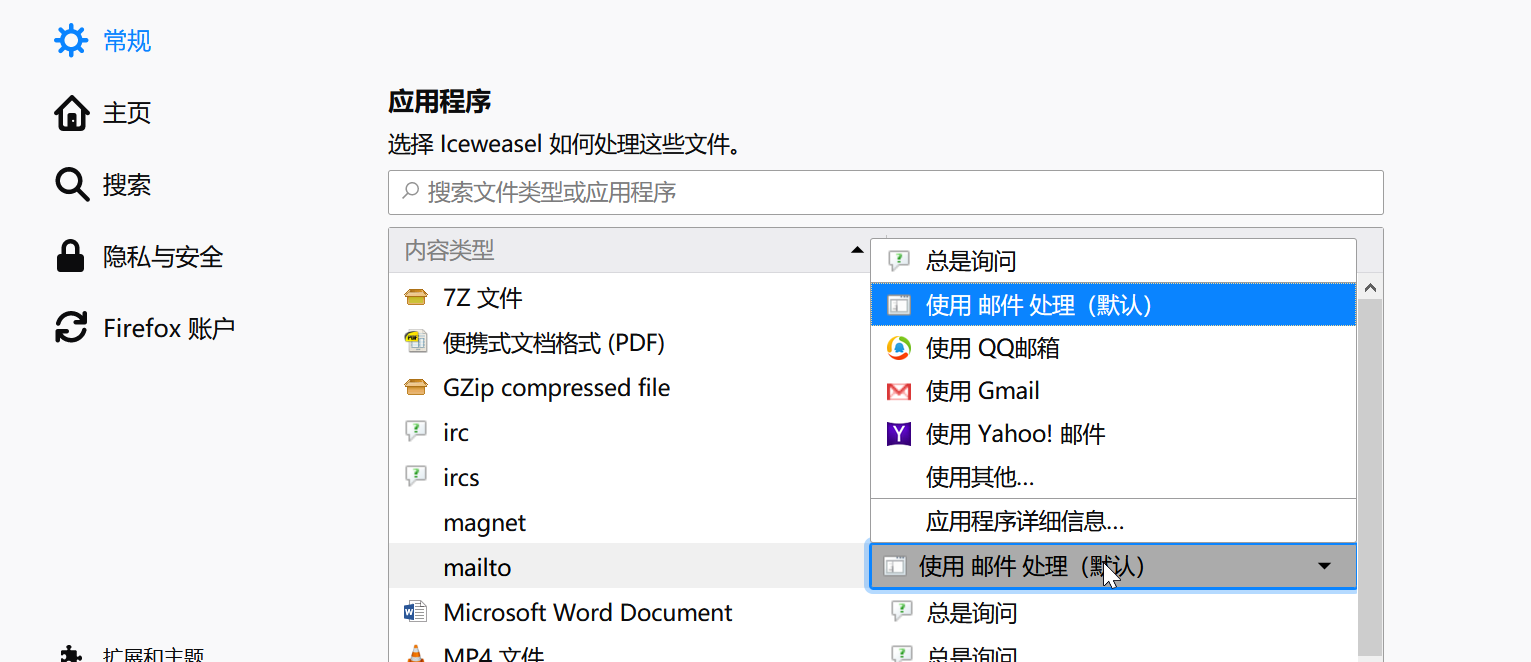 常规
主页
搜索
隐私与安全
Firefox 账户
扩展和主题
应用程序
选择 Iceweasel 如何处理这些文件。
搜索文件类型或应用程序
内容类型
7Z 文件
便携式文档格式 (PDF)
GZip compressed file
irc
ircs
magnet
mailto
Microsoft Word Document
MP4 文件
总是询问
使用 邮件 处理（默认）
使用 QQ邮箱
使用 Gmail
使用 Yahoo! 邮件
使用其他...
应用程序详细信息...
使用 邮件 处理（默认）
总是询问
总是询问